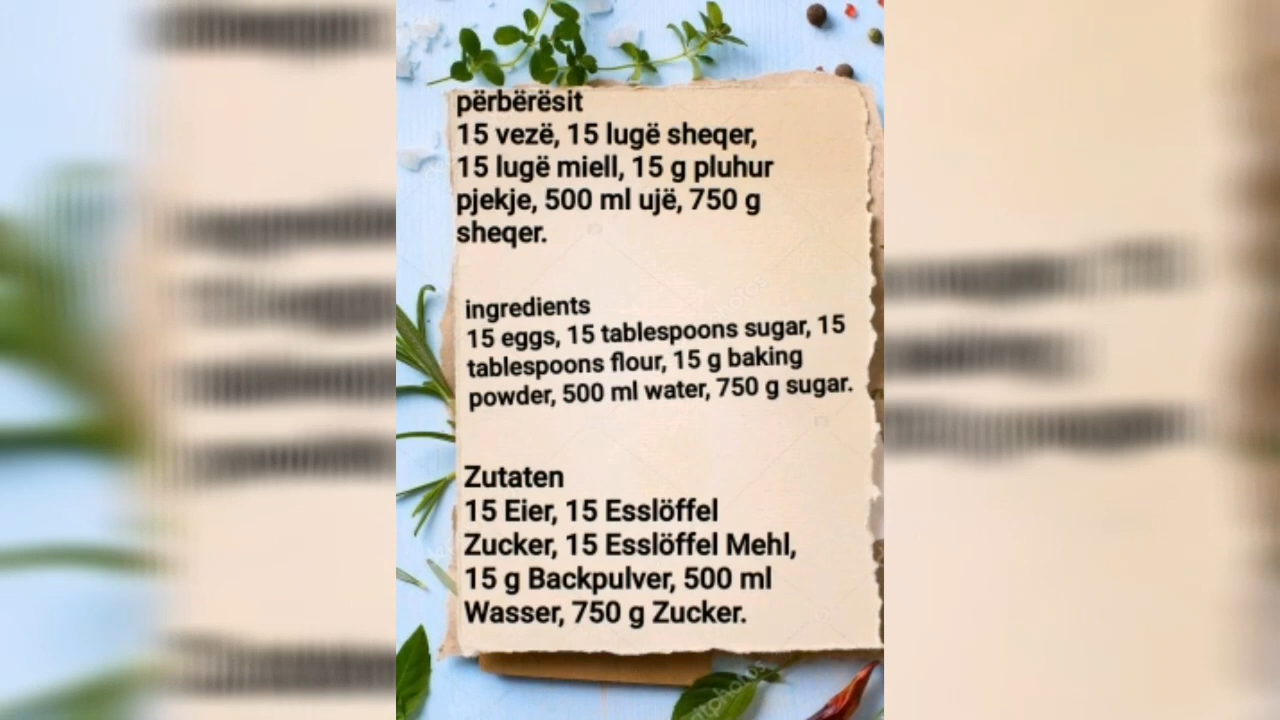 përbërësit
15 vezë, 15 lugë sheqer,
15 lugë miell, 15 g pluhur
pjekje, 500 ml ujë, 750 g
sheqer.
ingredients
15 eggs, 15 tablespoons sugar, 15
tablespoons flour, 15 g baking
powder, 500 ml water, 750 g sugar.
Zutaten
15 Eier, 15 Esslöffel
Zucker, 15 Esslöffel Mehl,
15 g Backpulver, 500 ml
Wasser, 750 g Zucker.